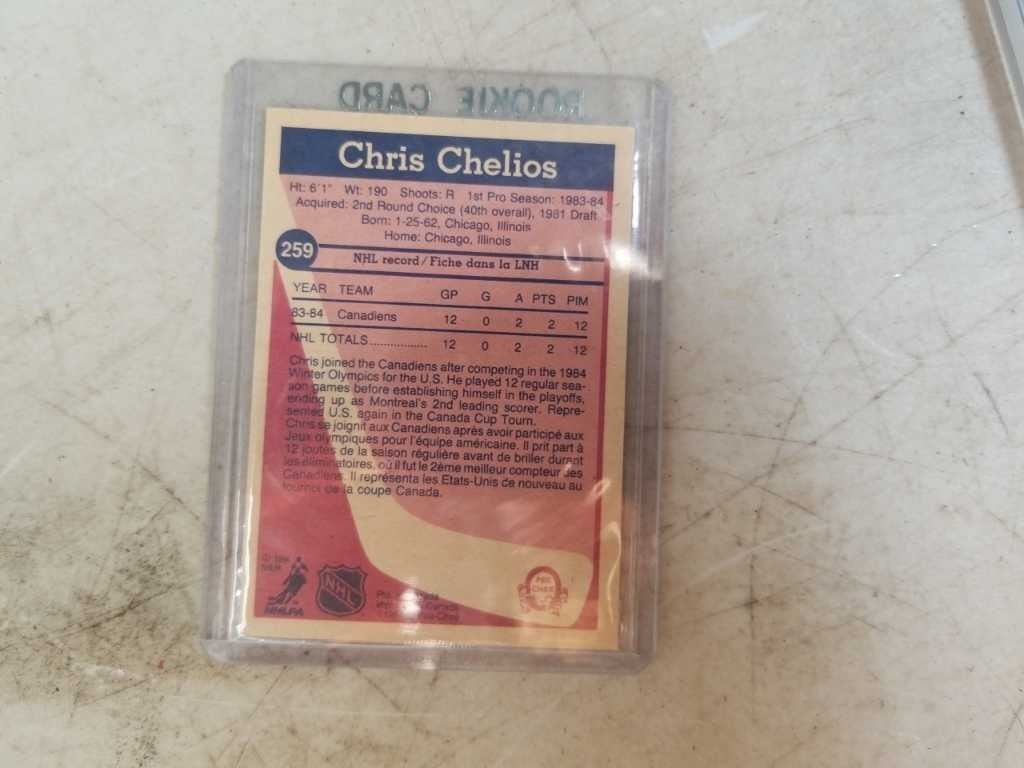 ROOKIE CARD
Chris Chelios
Ht: 6'1" Wt: 190 Shoots: R 1st Pro Season: 1983-84
Acquired: 2nd Round Choice (40th overall), 1981 Draft
Born: 1-25-62, Chicago, Illinois
Home: Chicago, Illinois
259
NHL record/Fiche dans la LNH
YEAR TEAM GP G A PTS PIM
83-84 Canadiens 12 0 2 2 12
NHL TOTALS................. 12 0 2 2 12
Chris joined the Canadiens after competing in the 1984
Winter Olympics for the U.S. He played 12 regular sea-
son games before establishing himself in the playoffs,
ending up as Montreal's 2nd leading scorer. Repre-
sented U.S. again in the Canada Cup Tourn.
Chris se joignit aux Canadiens après avoir participé aux
Jeux olympiques pour l'équipe américaine. Il prit part à
12 joutes de la saison régulière avant de briller durant
les éliminatoires, où il fut le 2ème meilleur compteur des
Canadiens. Il représenta les Etats-Unis de nouveau au
tournoi de la coupe Canada.
NHLPA
NHL
Canada
O PEE CHEE